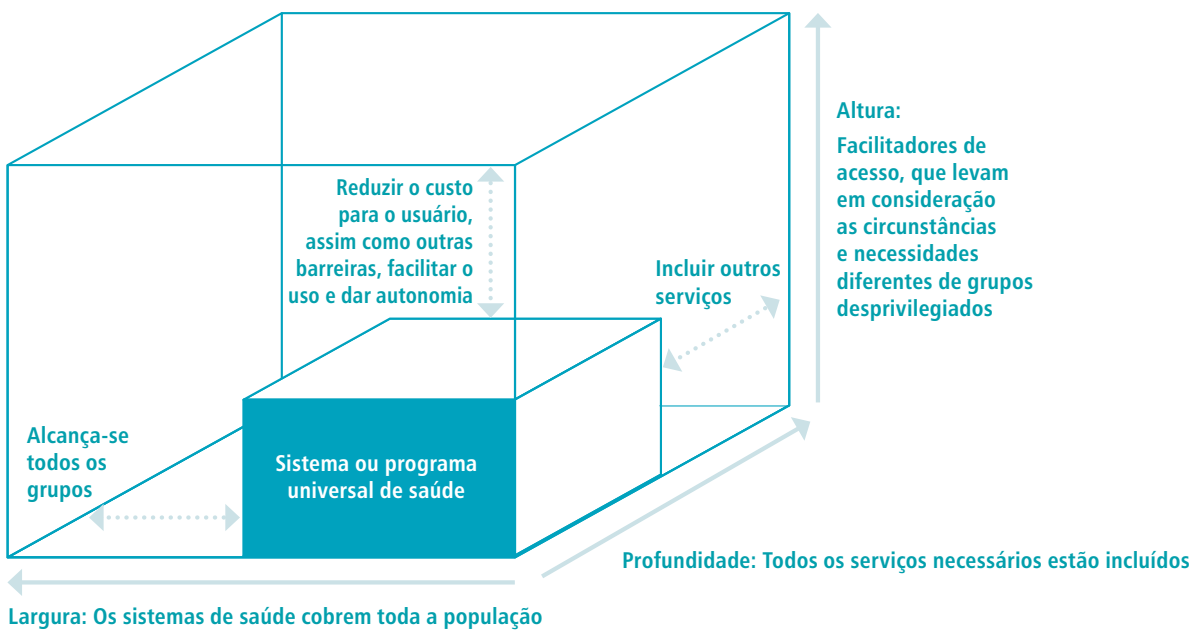 Altura:
Facilitadores de
acesso, que levam
em consideração
as circunstâncias
e necessidades
diferentes de grupos
desprivilegiados
Reduzir o custo
para o usuário,
assim como outras
barreiras, facilitar o
uso e dar autonomia
Incluir outros
serviços
Alcança-se
todos os
grupos
Sistema ou programa
universal de saúde
Profundidade: Todos os serviços necessários estão incluídos
Largura: Os sistemas de saúde cobrem toda a população